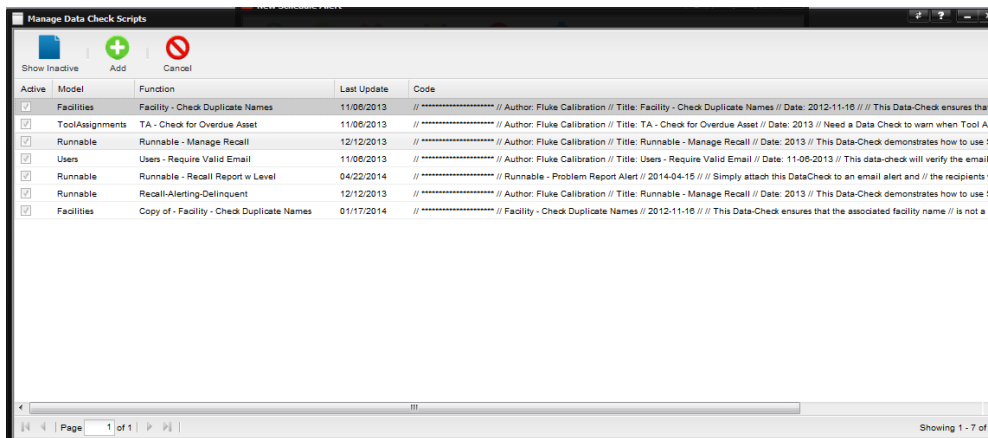 New Schedule Alert
Manage Data Check Scripts
Show Inactive Add Cancel
Active Model Function Last Update Code
Facilities Facility - Check Duplicate Names 11/06/2013 // ********************** // Author: Fluke Calibration // Title: Facility - Check Duplicate Names // Date: 2012-11-16 // // This Data-Check ensures that
ToolAssignments TA - Check for Overdue Asset 11/06/2013 // ********************** // Author: Fluke Calibration // Title: TA - Check for Overdue Asset // Date: 2013 // Need a Data Check to warn when Tool A
Runnable Runnable - Manage Recall 12/12/2013 // ********************** // Author: Fluke Calibration // Title: Runnable - Manage Recall // Date: 2013 // This Data-Check demonstrates how to use
Users Users - Require Valid Email 11/06/2013 // ********************** // Author: Fluke Calibration // Title: Users - Require Valid Email // Date: 11-06-2013 // This data-check will verify the email
Runnable Runnable - Recall Report w Level 04/22/2014 // ********************** // Runnable - Problem Report Alert // 2014-04-15 // // Simply attach this DataCheck to an email alert and // the recipients
Runnable Recall-Alerting-Delinquent 12/12/2013 // ********************** // Author: Fluke Calibration // Title: Runnable - Manage Recall // Date: 2013 // This Data-Check demonstrates how to use
Facilities Copy of - Facility - Check Duplicate Names 01/17/2014 // ********************** // Facility - Check Duplicate Names // 2012-11-16 // // This Data-Check ensures that the associated facility name // is not a
Page 1 of 1 Showing 1 - 7 of